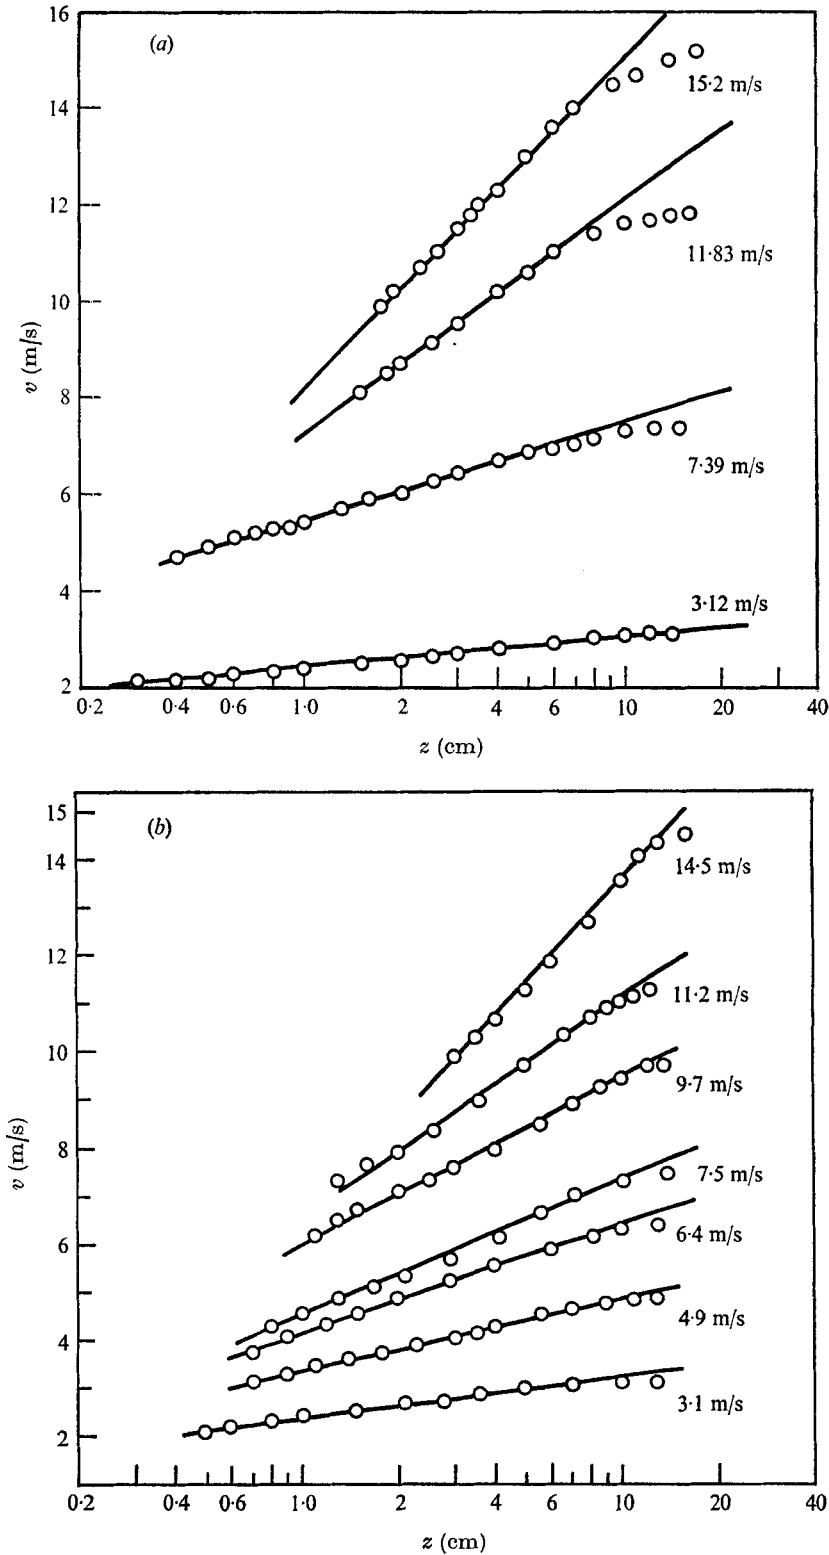 16
(a)
15·2 m/s
14
12
11·83 m/s
10
v (m/s)
8
7·39 m/s
6
4
3·12 m/s
2
0·2 0·4 0·6 1·0 2 4 6 10 20 40
z (cm)
15
(b)
14
14·5 m/s
12
11·2 m/s
10
9·7 m/s
v (m/s)
8
7·5 m/s
6
6·4 m/s
4·9 m/s
4
3·1 m/s
2
0·2 0·4 0·6 1·0 2 4 6 10 20 40
z (cm)